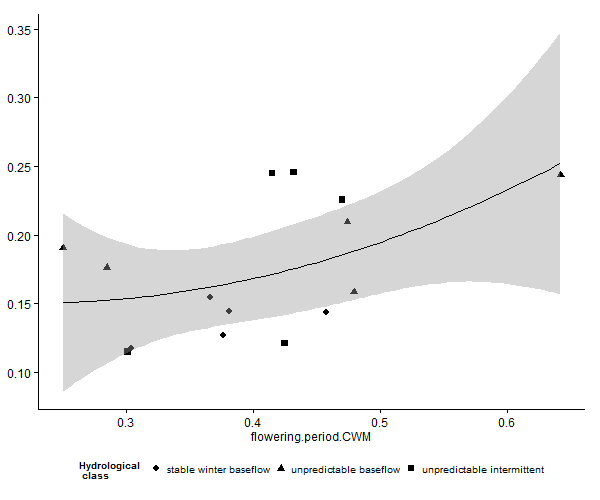 0.35
0.30
0.25
0.20
0.15
0.10
0.3 0.4 0.5 0.6
flowering.period.CWM
Hydrological
class
stable winter baseflow unpredictable baseflow unpredictable intermittent